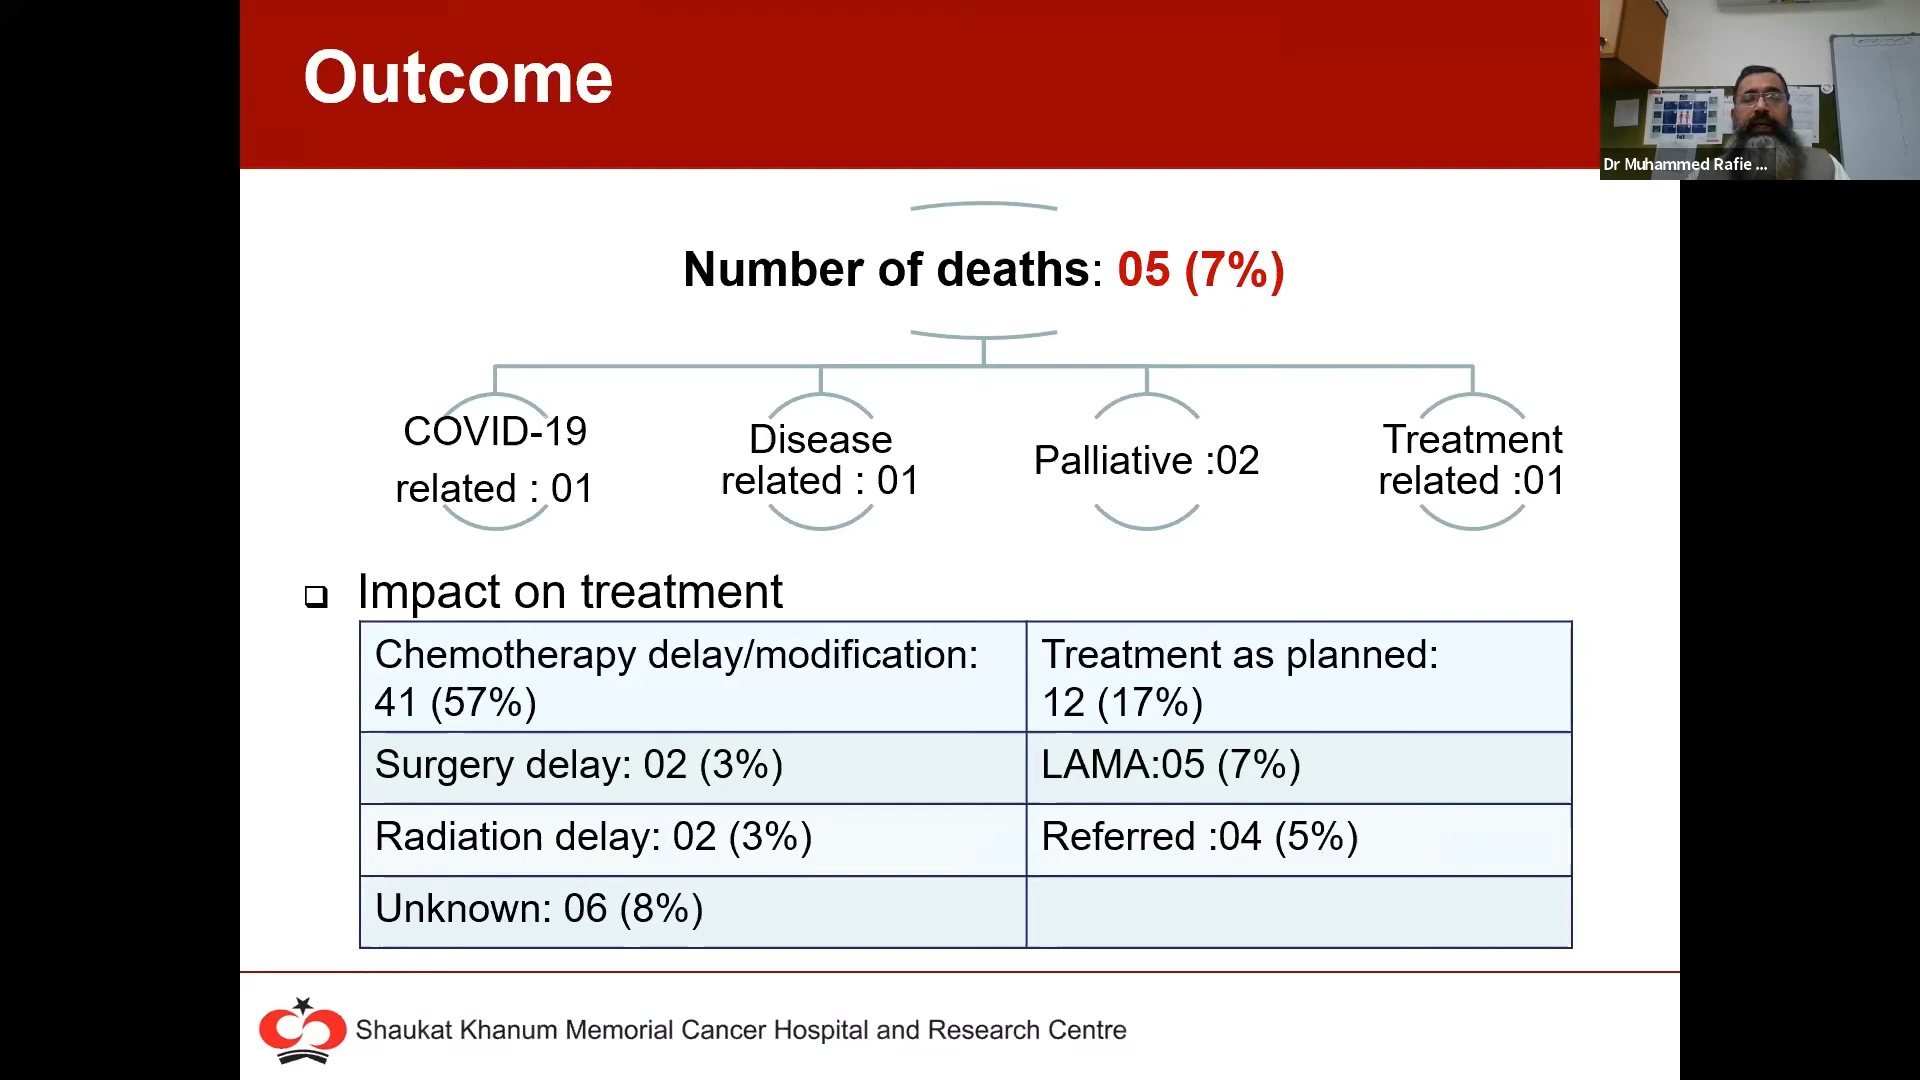 Outcome
Dr Muhammed Rafie ...
Number of deaths: 05 (7%)
COVID-19
related : 01
Disease
related : 01
Palliative :02
Treatment
related :01
Impact on treatment
Chemotherapy delay/modification:
41 (57%)
Treatment as planned:
12 (17%)
Surgery delay: 02 (3%)
LAMA:05 (7%)
Radiation delay: 02 (3%)
Referred :04 (5%)
Unknown: 06 (8%)
Shaukat Khanum Memorial Cancer Hospital and Research Centre